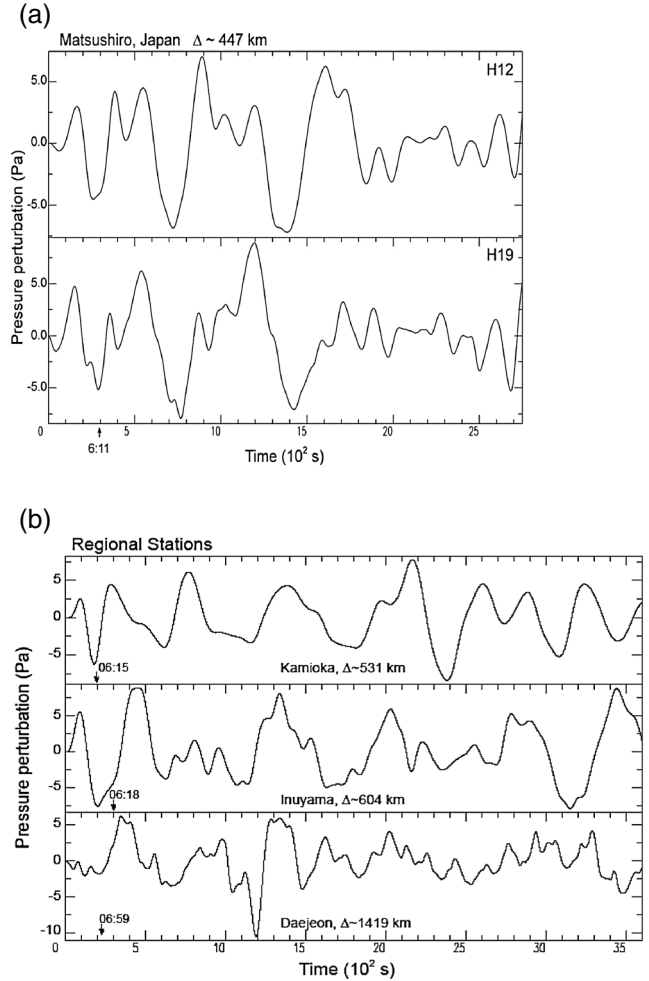 (a)
Matsushiro, Japan Δ ~ 447 km
H12
5.0
0.0
-5.0
H19
5.0
0.0
-5.0
Pressure perturbation (Pa)
0 5 10 15 20 25
6:11
Time (10² s)
(b)
Regional Stations
5
0
-5
06:15
Kamioka, Δ~531 km
5
0
-5
06:18
Inuyama, Δ~604 km
5
0
-5
-10
06:59
Daejeon, Δ~1419 km
Pressure perturbation (Pa)
0 5 10 15 20 25 30 35
Time (10² s)